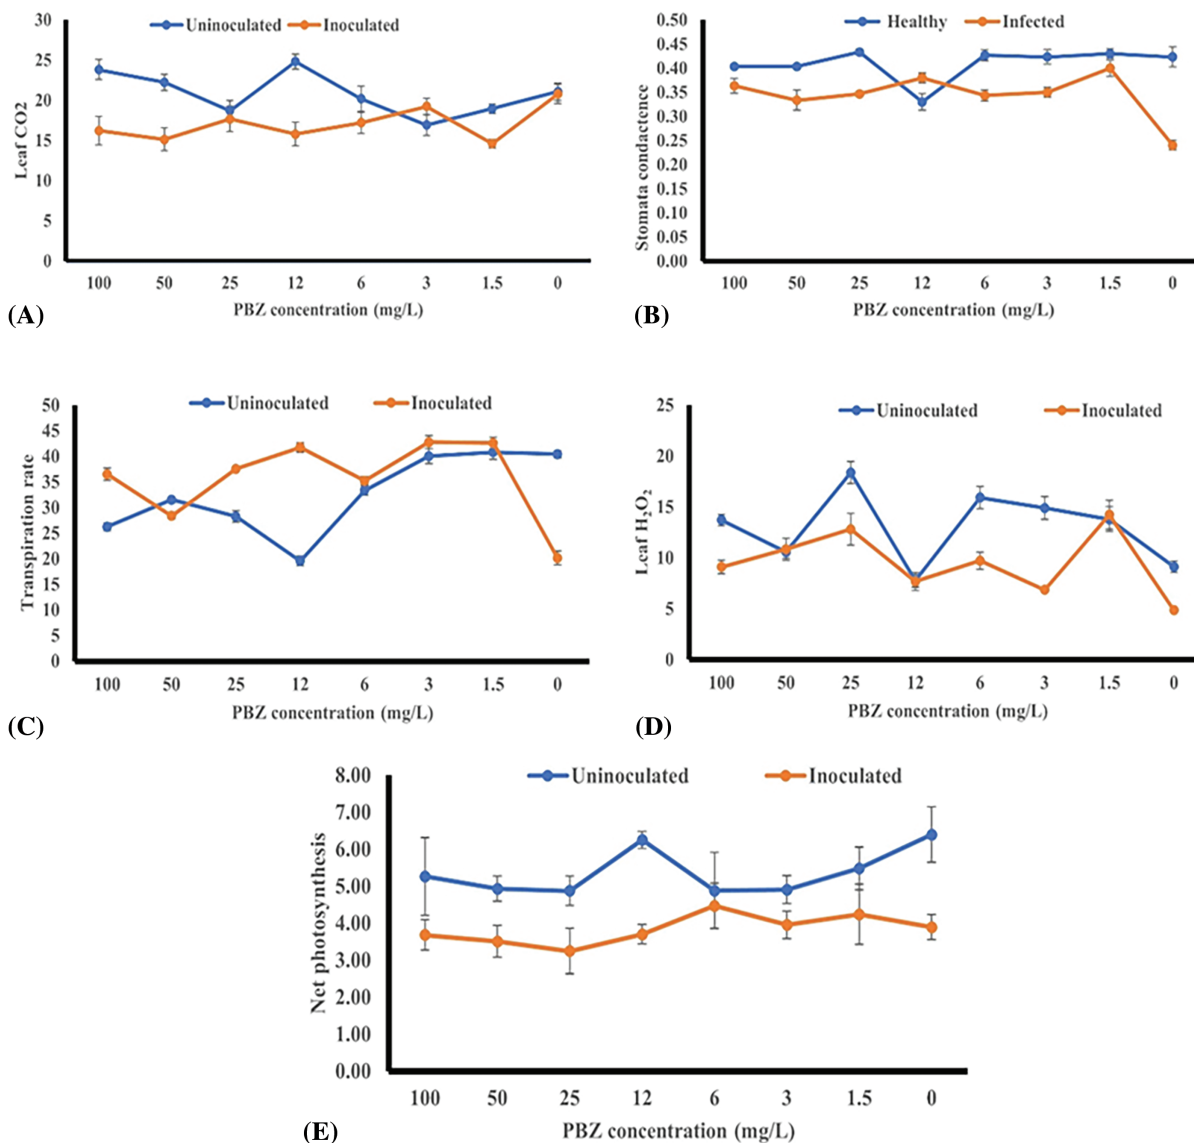 Uninoculated Inoculated
30
25
20
15
10
5
0
Leaf CO2
100 50 25 12 6 3 1.5 0
PBZ concentration (mg/L)
(A)
Healthy Infected
0.50
0.45
0.40
0.35
0.30
0.25
0.20
0.15
0.10
0.05
0.00
Stomata condactence
100 50 25 12 6 3 1.5 0
PBZ concentration (mg/L)
(B)
Uninoculated Inoculated
50
45
40
35
30
25
20
15
10
5
0
Transpiration rate
100 50 25 12 6 3 1.5 0
PBZ concentration (mg/L)
(C)
Uninoculated Inoculated
25
20
15
10
5
0
Leaf H₂O₂
100 50 25 12 6 3 1.5 0
PBZ concentration (mg/L)
(D)
Uninoculated Inoculated
8.00
7.00
6.00
5.00
4.00
3.00
2.00
1.00
0.00
Net photosynthesis
100 50 25 12 6 3 1.5 0
PBZ concentration (mg/L)
(E)